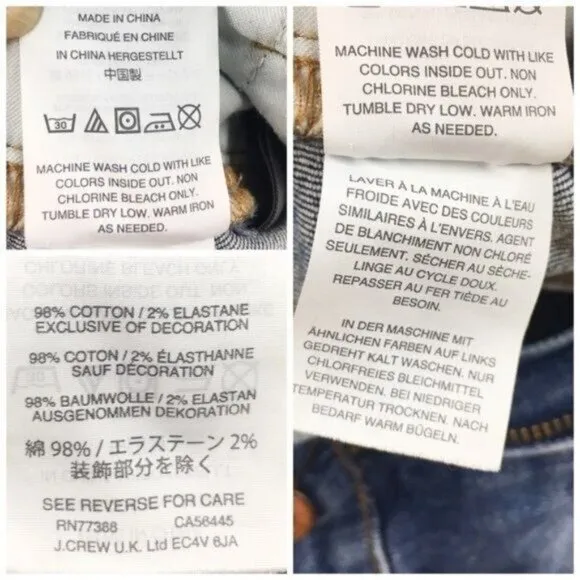 MADE IN CHINA
FABRIQUÉ EN CHINE
IN CHINA HERGESTELLT
中国製
30
MACHINE WASH COLD WITH LIKE
COLORS INSIDE OUT. NON
CHLORINE BLEACH ONLY.
TUMBLE DRY LOW. WARM IRON
AS NEEDED.
98% COTTON / 2% ELASTANE
EXCLUSIVE OF DECORATION
98% COTON / 2% ÉLASTHANNE
SAUF DÉCORATION
98% BAUMWOLLE / 2% ELASTAN
AUSGENOMMEN DEKORATION
綿 98% / エラステーン 2%
装飾部分を除く
SEE REVERSE FOR CARE
RN77388 CA56445
J.CREW U.K. Ltd EC4V 6JA
MACHINE WASH COLD WITH LIKE
COLORS INSIDE OUT. NON
CHLORINE BLEACH ONLY.
TUMBLE DRY LOW. WARM IRON
AS NEEDED.
LAVER À LA MACHINE À L'EAU
FROIDE AVEC DES COULEURS
SIMILAIRES À L'ENVERS. AGENT
DE BLANCHIMENT NON CHLORÉ
SEULEMENT. SÉCHER AU SÈCHE-
LINGE AU CYCLE DOUX.
REPASSER AU FER TIÈDE AU
BESOIN.
IN DER MASCHINE MIT
ÄHNLICHEN FARBEN AUF LINKS
GEDREHT KALT WASCHEN. NUR
CHLORFREIES BLEICHMITTEL
VERWENDEN. BEI NIEDRIGER
TEMPERATUR TROCKNEN. NACH
BEDARF WARM BÜGELN.